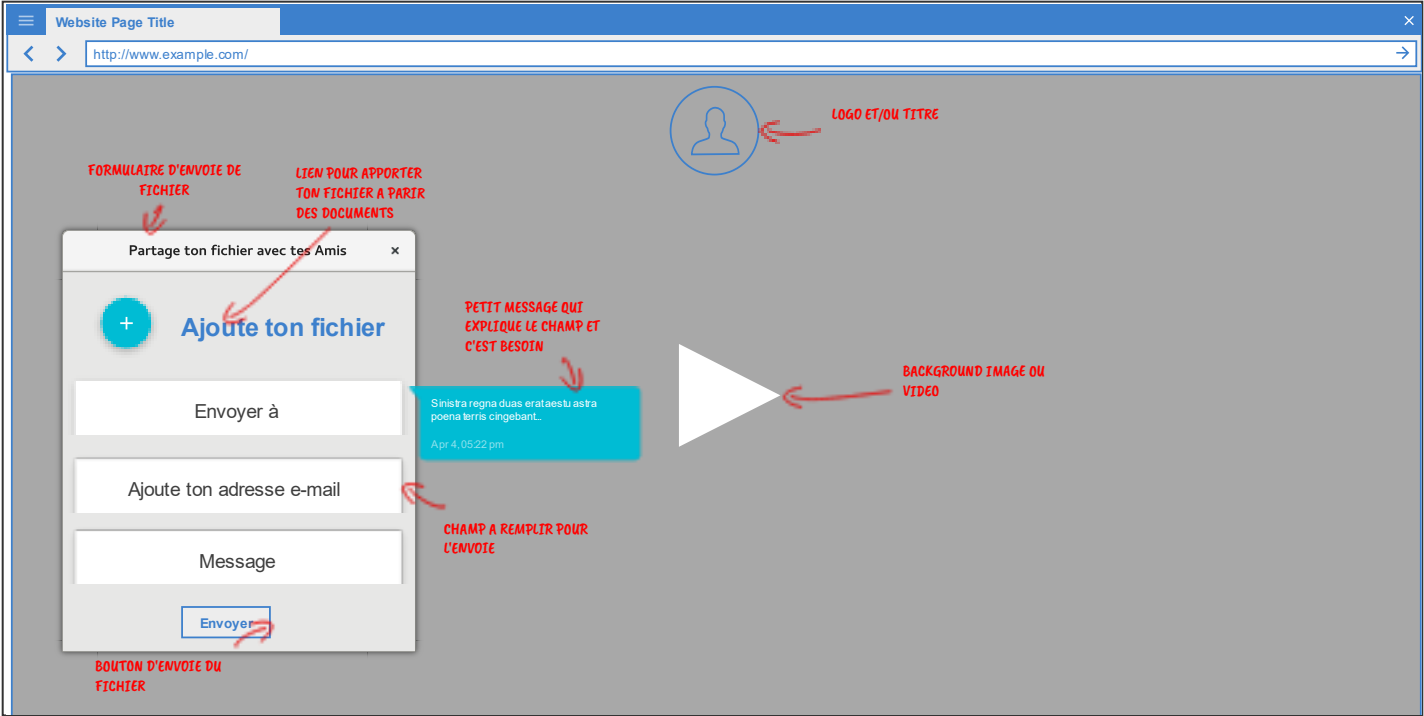 Website Page Title
http://www.example.com/
LOGO ET/OU TITRE
FORMULAIRE D'ENVOIE DE
FICHIER
LIEN POUR APPORTER
TON FICHIER A PARIR
DES DOCUMENTS
Partage ton fichier avec tes Amis
Ajoute ton fichier
PETIT MESSAGE QUI
EXPLIQUE LE CHAMP ET
C'EST BESOIN
BACKGROUND IMAGE OU
VIDEO
Envoyer à
Sinistra regna duas erataestu astra
poena terris cingebant...
Apr 4, 05:22 pm
Ajoute ton adresse e-mail
CHAMP A REMPLIR POUR
L'ENVOIE
Message
Envoyer
BOUTON D'ENVOIE DU
FICHIER